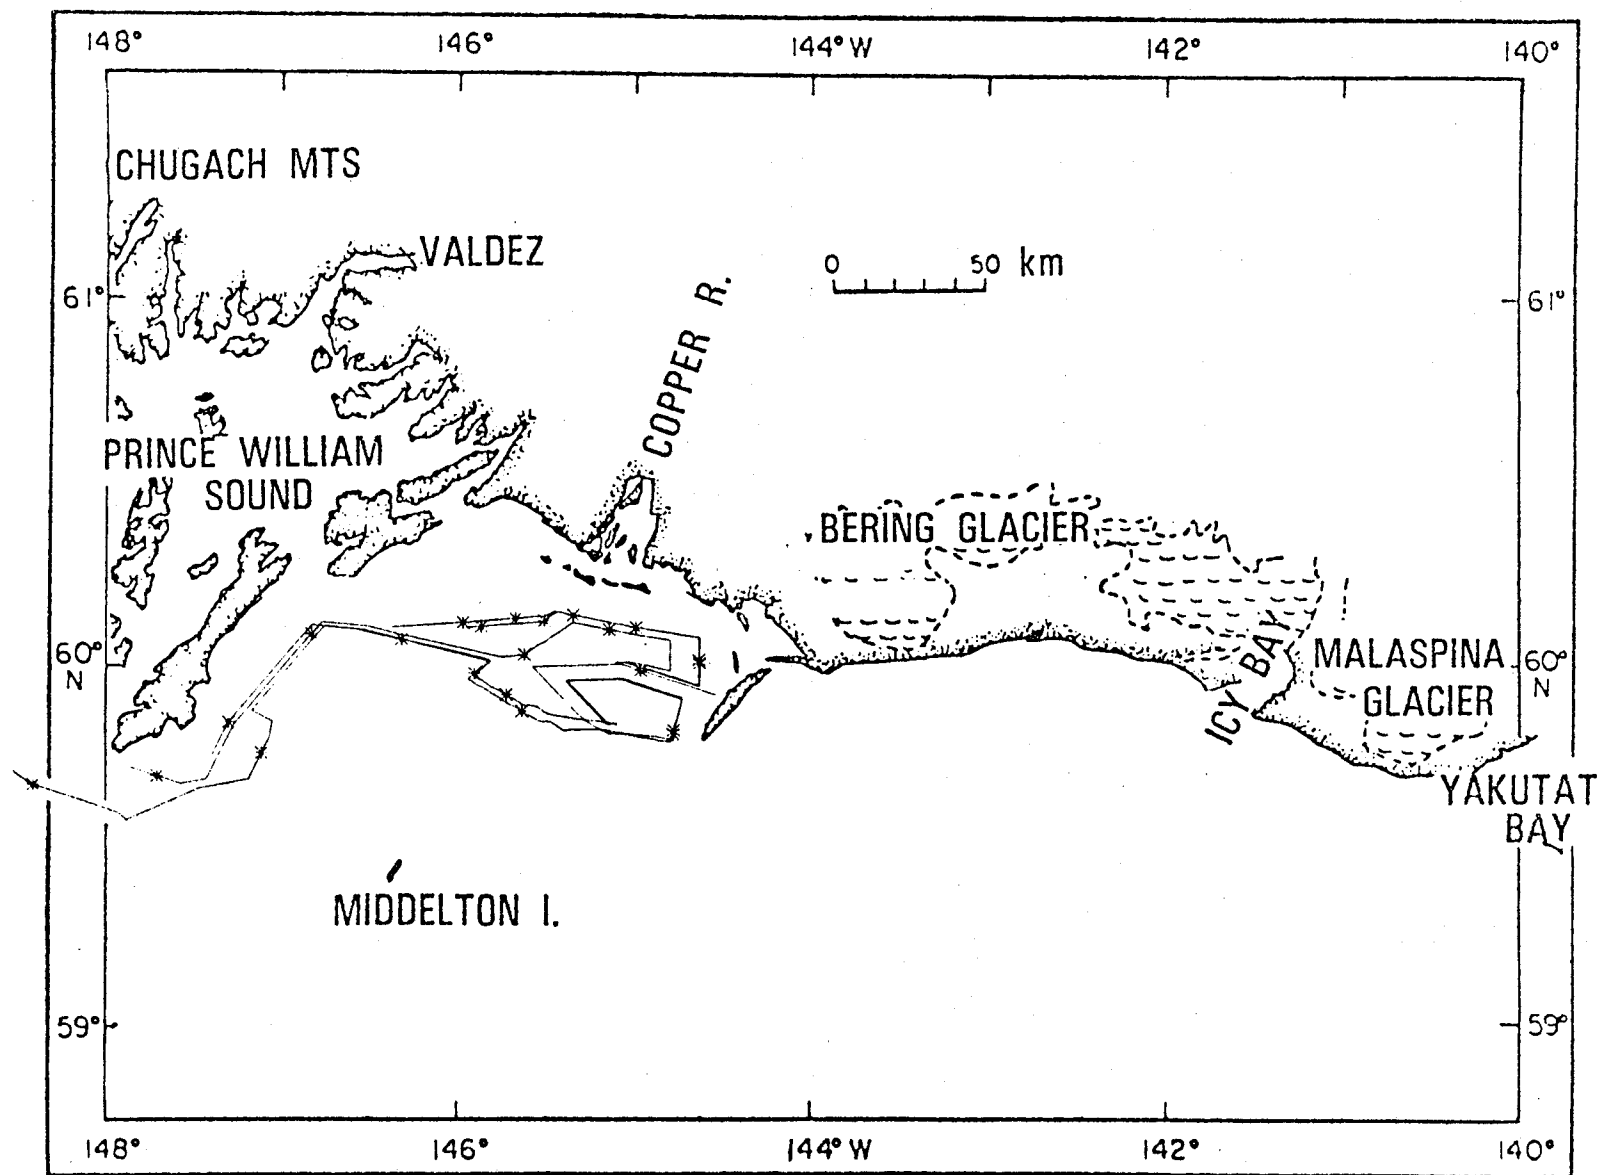 148° 146° 144° W 142° 140°
CHUGACH MTS
VALDEZ
0 50 km
61° 61°
COPPER R.
PRINCE WILLIAM
SOUND
BERING GLACIER
60°
N
ICY BAY
MALASPINA
GLACIER
60°
N
YAKUTAT
BAY
MIDDELTON I.
59° 59°
148° 146° 144° W 142° 140°